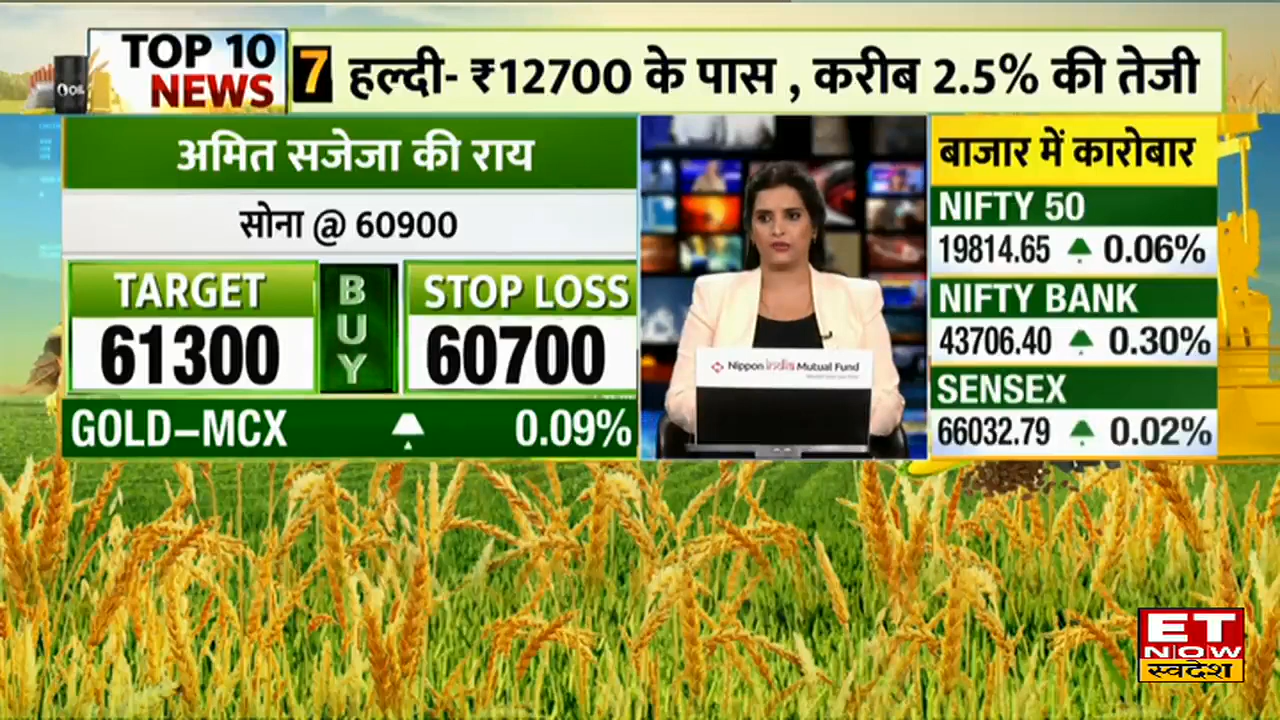 TOP 10
NEWS
7
हल्दी- ₹12700 के पास , करीब 2.5% की तेजी
OIL
अमित सजेजा की राय
सोना @ 60900
TARGET
61300
BUY
STOP LOSS
60700
GOLD–MCX 0.09%
Nippon india Mutual Fund
बाजार में कारोबार
NIFTY 50
19814.65 0.06%
NIFTY BANK
43706.40 0.30%
SENSEX
66032.79 0.02%
ET
NOW
स्वदेश